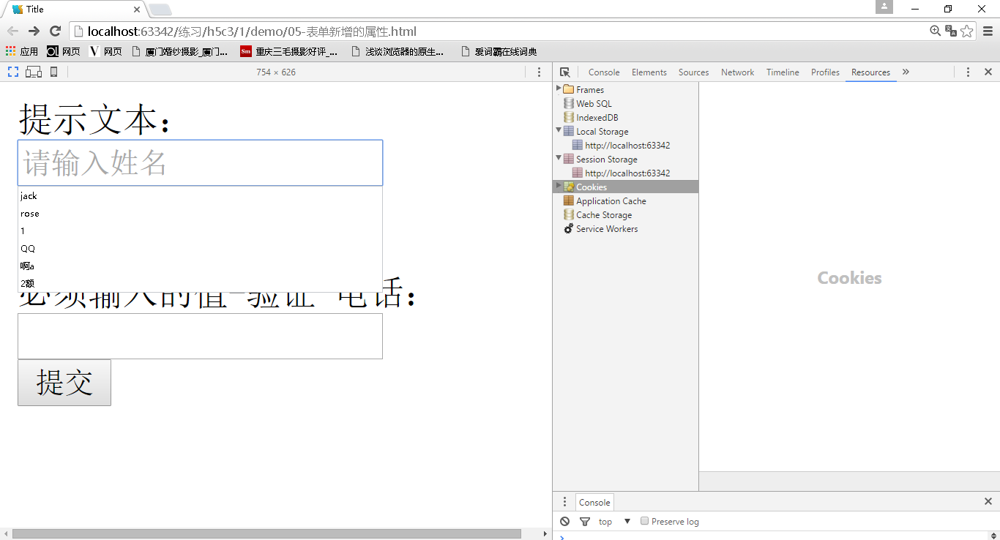 Title
localhost:63342/练习/h5c3/1/demo/05-表单新增的属性.html
应用 网页 网页 厦门婚纱摄影_厦门... 重庆三毛摄影好评_... 浅谈浏览器的原生... 爱词霸在线词典
754 × 626
Console Elements Sources Network Timeline Profiles Resources
提示文本：
请输入姓名
jack
rose
1
QQ
啊a
2额
必须输入的值-验证 电话：
提交
Frames
Web SQL
IndexedDB
Local Storage
http://localhost:63342
Session Storage
http://localhost:63342
Cookies
Application Cache
Cache Storage
Service Workers
Cookies
Console
top Preserve log